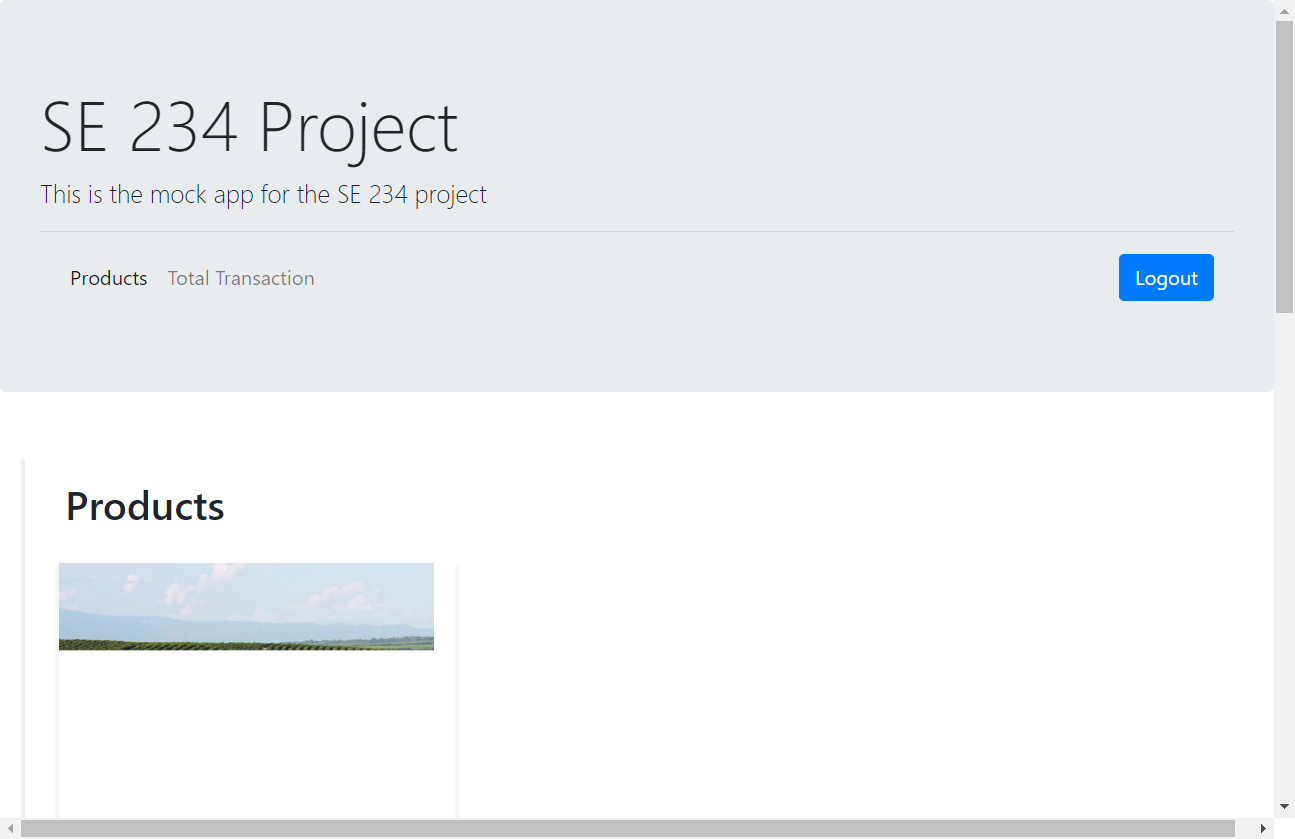 SE 234 Project
This is the mock app for the SE 234 project
Products Total Transaction Logout
Products